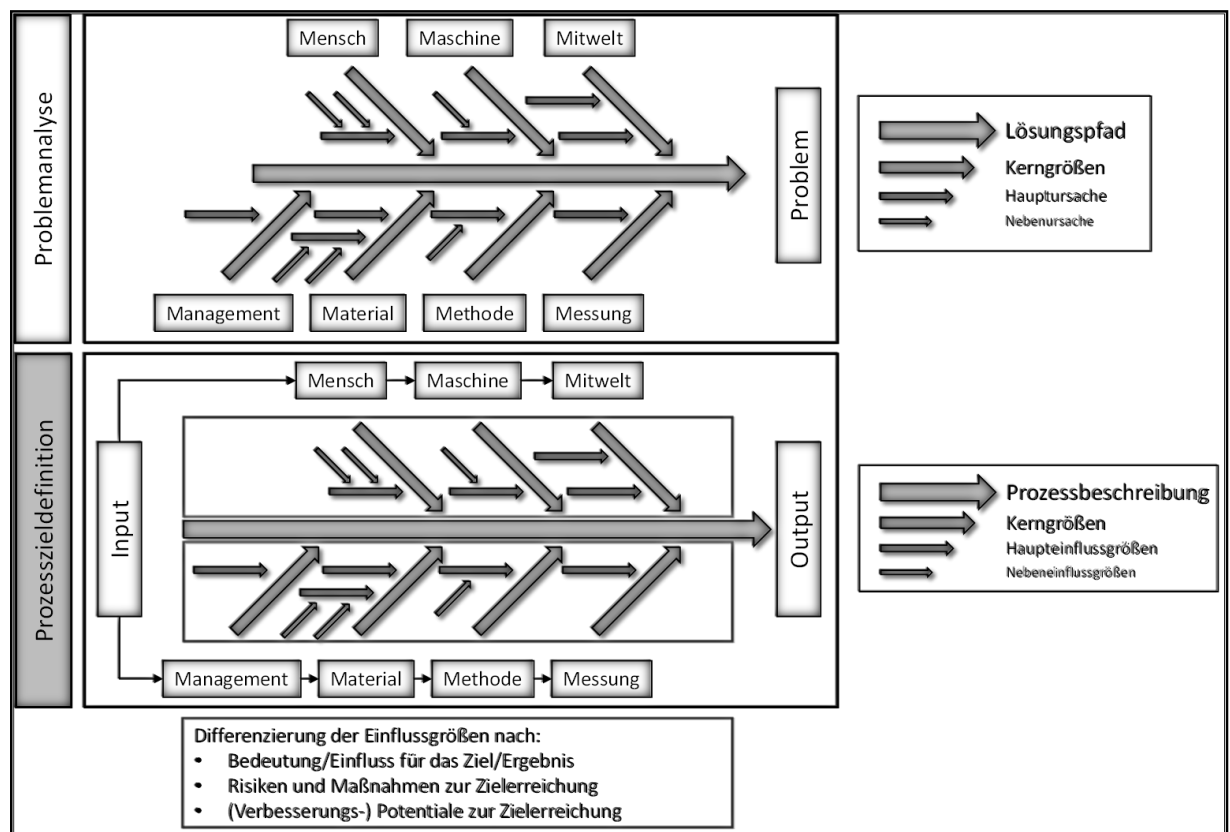 Problemanalyse
Mensch
Maschine
Mitwelt
Problem
Management
Material
Methode
Messung
Lösungspfad
Kerngrößen
Hauptursache
Nebenursache
Prozesszieldefinition
Input
Mensch
Maschine
Mitwelt
Output
Management
Material
Methode
Messung
Prozessbeschreibung
Kerngrößen
Haupteinflussgrößen
Nebeneinflussgrößen
Differenzierung der Einflussgrößen nach:
• Bedeutung/Einfluss für das Ziel/Ergebnis
• Risiken und Maßnahmen zur Zielerreichung
• (Verbesserungs-) Potentiale zur Zielerreichung